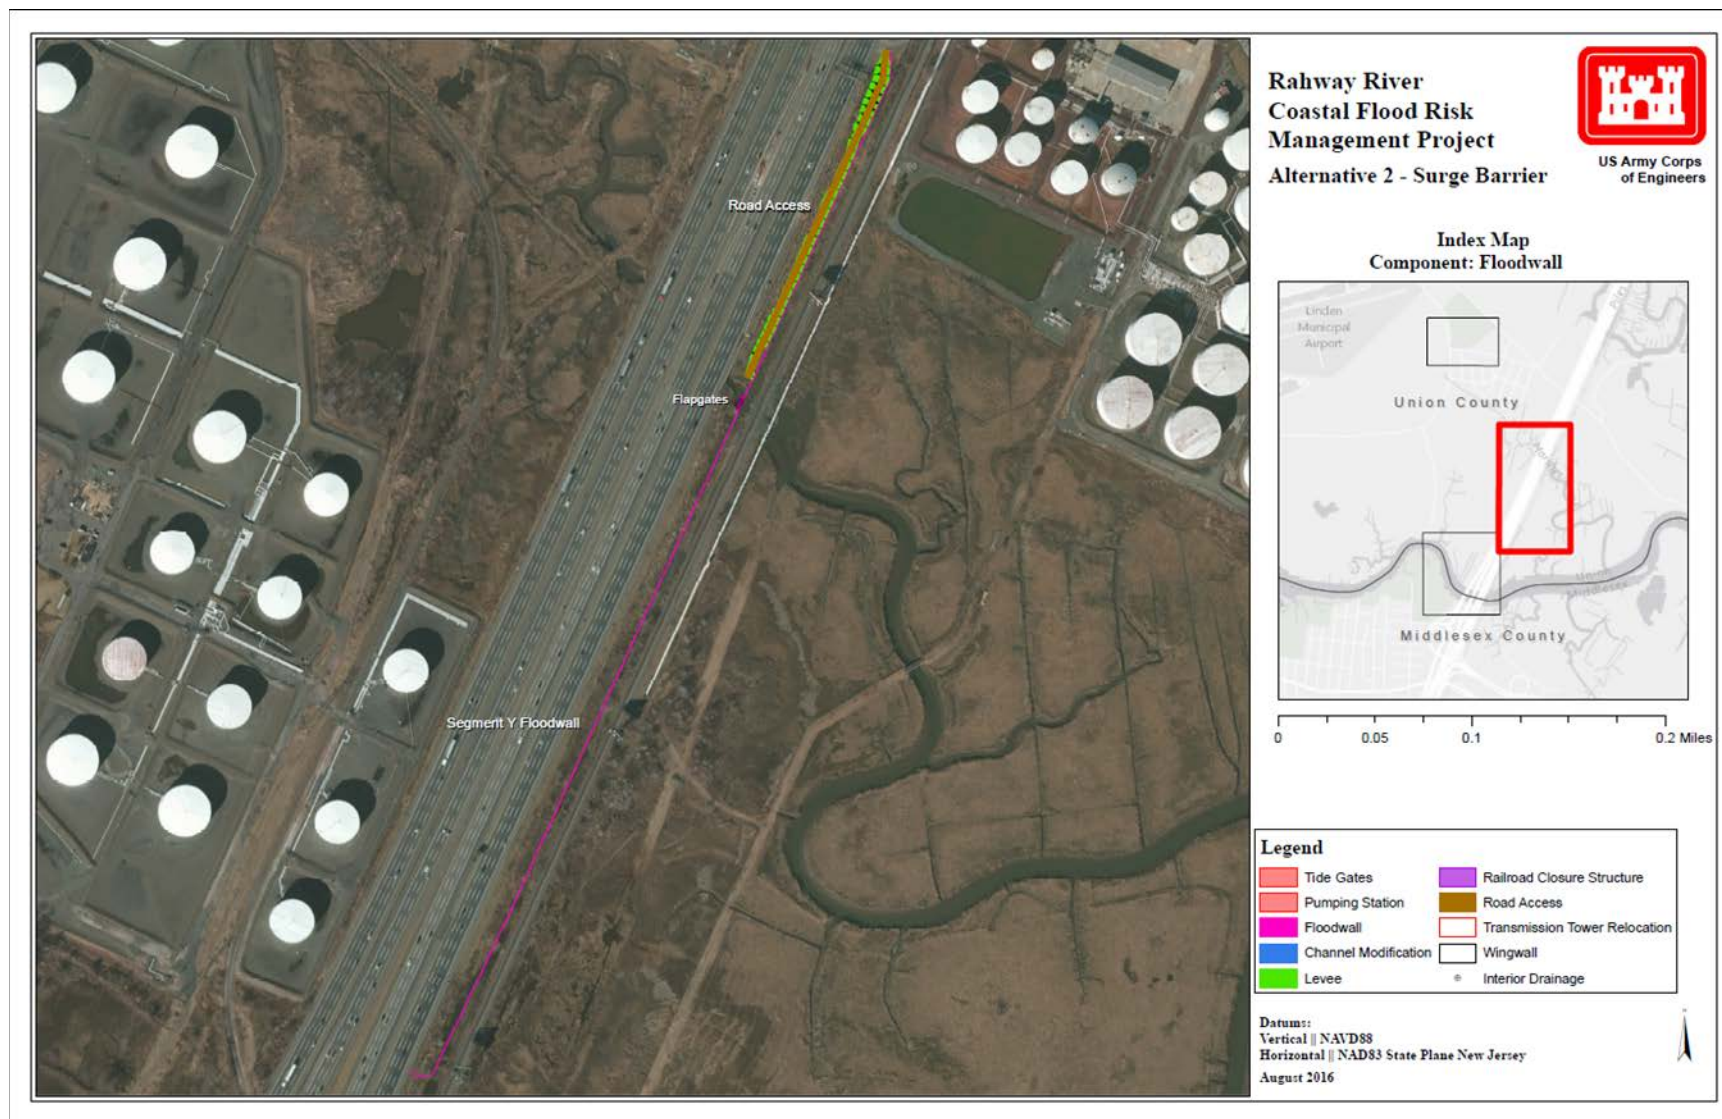 Road Access
Flapgates
Segment Y Floodwall
Rahway River
Coastal Flood Risk
Management Project
Alternative 2 - Surge Barrier
US Army Corps
of Engineers
Index Map
Component: Floodwall
Linden
Municipal
Airport
Union County
Middlesex
Middlesex County
0 0.05 0.1 0.2 Miles
Legend
Tide Gates
Pumping Station
Floodwall
Channel Modification
Levee
Railroad Closure Structure
Road Access
Transmission Tower Relocation
Wingwall
Interior Drainage
Datums:
Vertical || NAVD88
Horizontal || NAD83 State Plane New Jersey
August 2016